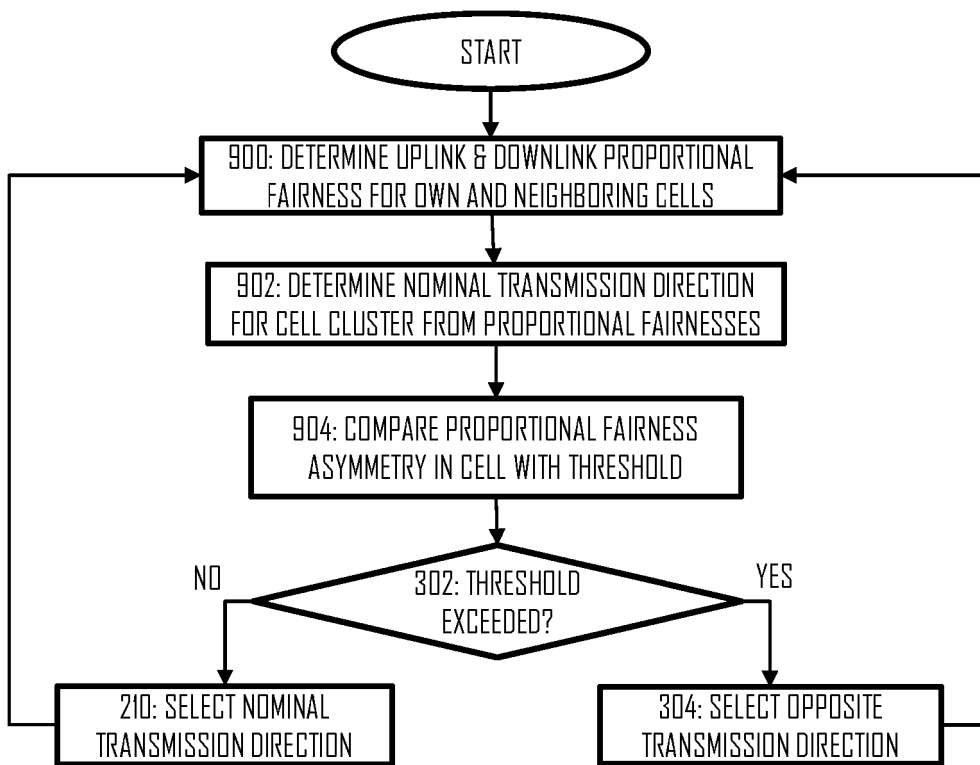 START
900: DETERMINE UPLINK & DOWNLINK PROPORTIONAL
FAIRNESS FOR OWN AND NEIGHBORING CELLS
902: DETERMINE NOMINAL TRANSMISSION DIRECTION
FOR CELL CLUSTER FROM PROPORTIONAL FAIRNESSES
904: COMPARE PROPORTIONAL FAIRNESS
ASYMMETRY IN CELL WITH THRESHOLD
NO
302: THRESHOLD
EXCEEDED?
YES
210: SELECT NOMINAL
TRANSMISSION DIRECTION
304: SELECT OPPOSITE
TRANSMISSION DIRECTION